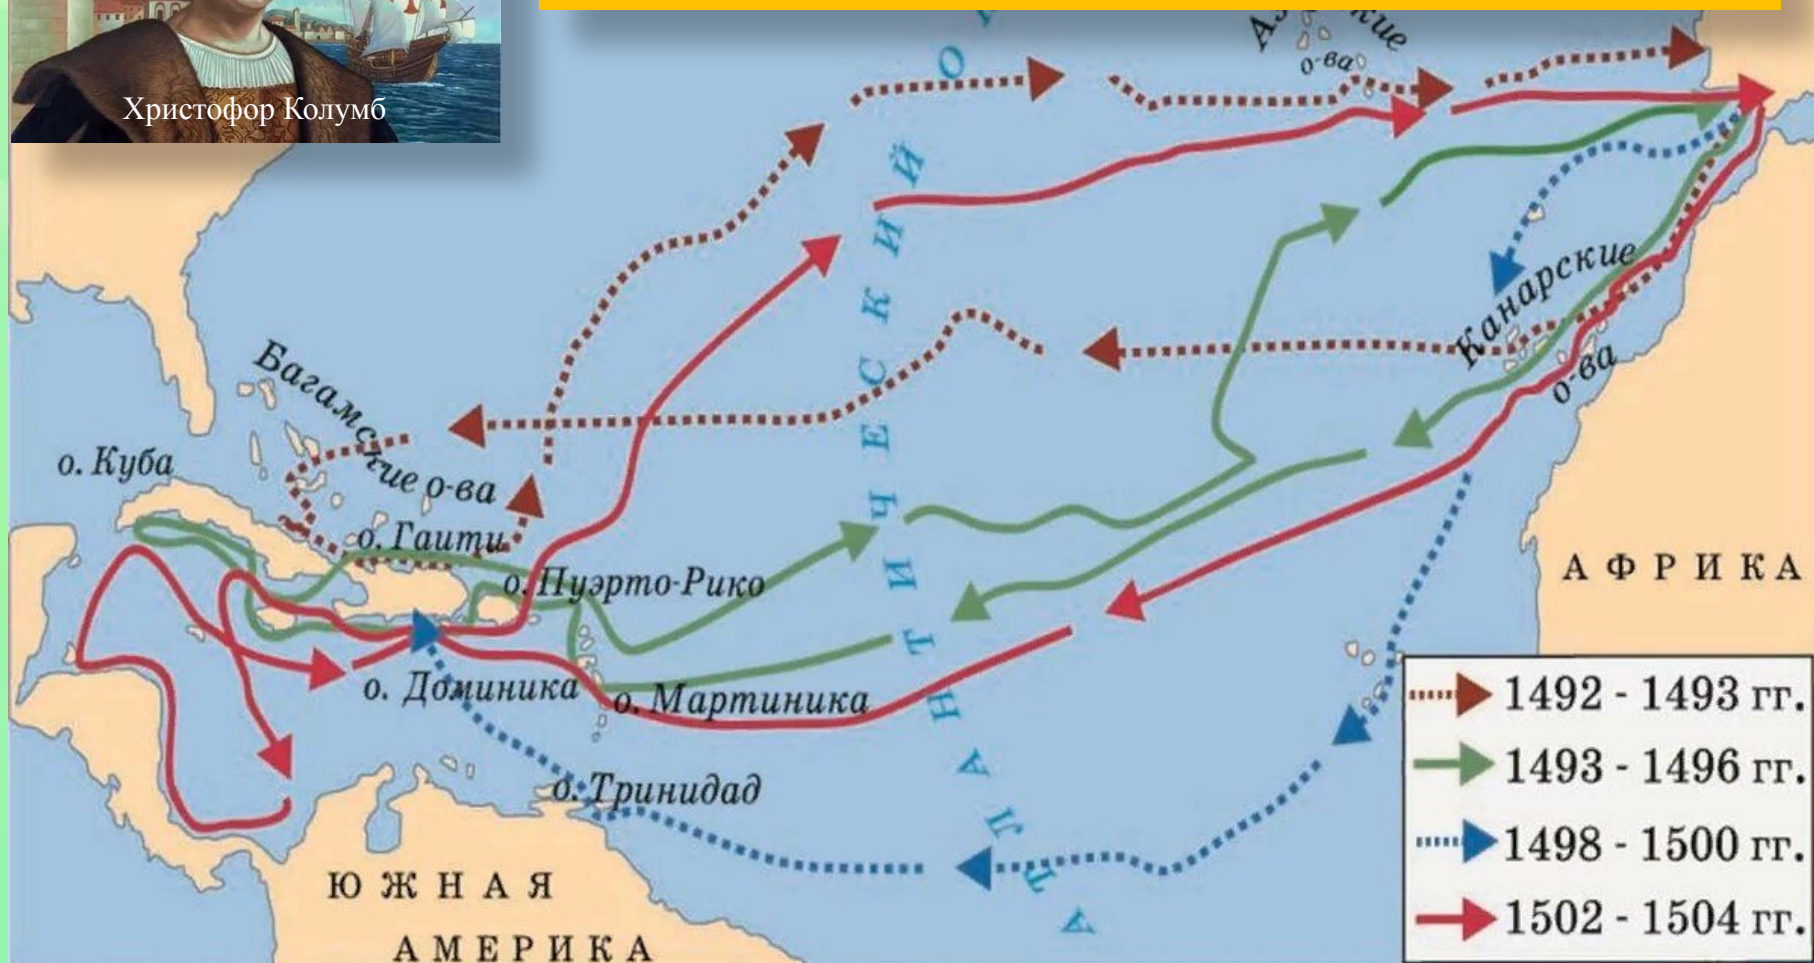 Христофор Колумб
о-ва
АТЛАНТИЧЕСКИЙ
Канарские
о-ва
Багамские о-ва
о. Куба
о. Гаити
о. Пуэрто-Рико
о. Доминика
о. Мартиника
о. Тринидад
АФРИКА
ЮЖНАЯ
АМЕРИКА
1492 - 1493 гг.
1493 - 1496 гг.
1498 - 1500 гг.
1502 - 1504 гг.